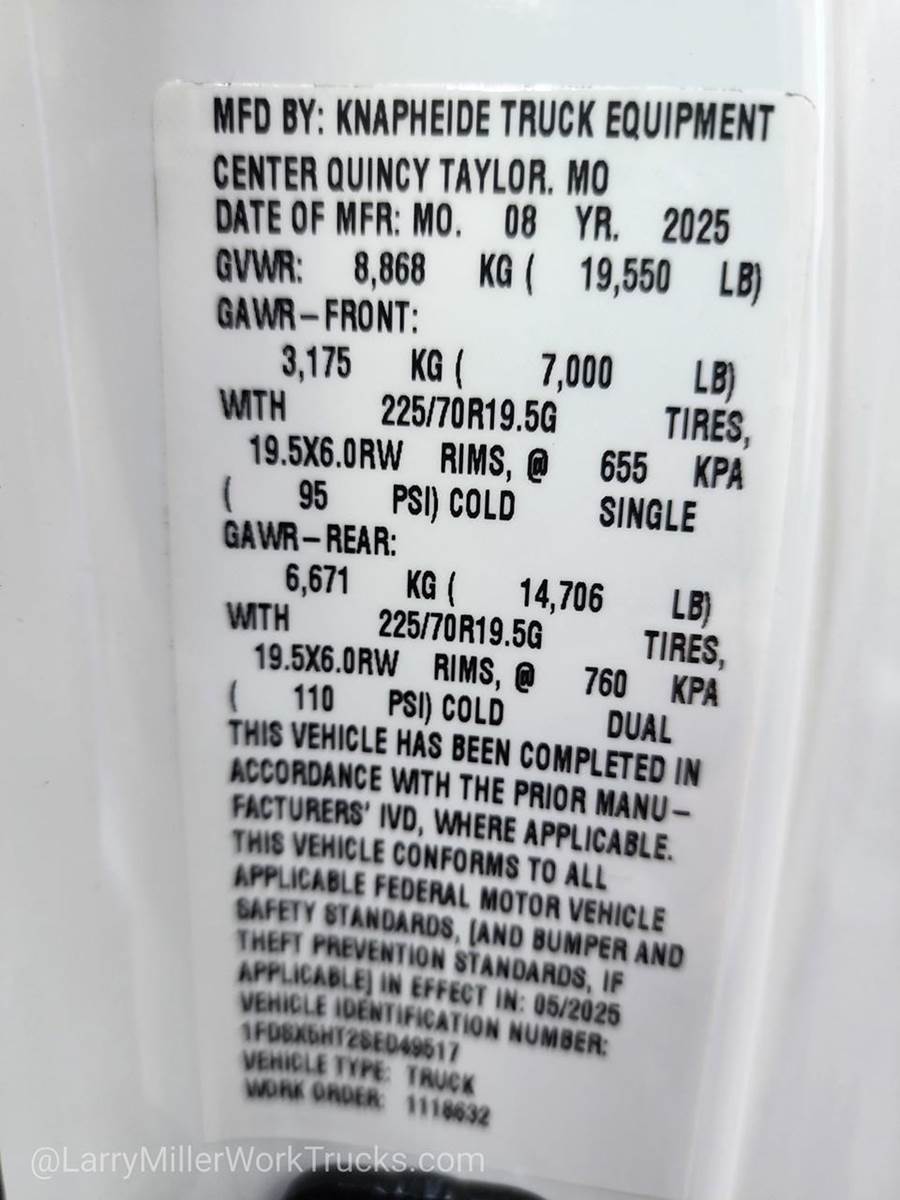 MFD BY: KNAPHEIDE TRUCK EQUIPMENT
CENTER QUINCY TAYLOR. MO
DATE OF MFR: MO. 08 YR. 2025
GVWR: 8,868 KG ( 19,550 LB)
GAWR-FRONT:
3,175 KG ( 7,000 LB)
WITH 225/70R19.5G TIRES,
19.5X6.0RW RIMS, @ 655 KPA
( 95 PSI) COLD SINGLE
GAWR-REAR:
6,671 KG ( 14,706 LB)
WITH 225/70R19.5G TIRES,
19.5X6.0RW RIMS, @ 760 KPA
( 110 PSI) COLD DUAL
THIS VEHICLE HAS BEEN COMPLETED IN
ACCORDANCE WITH THE PRIOR MANU-
FACTURERS' IVD, WHERE APPLICABLE.
THIS VEHICLE CONFORMS TO ALL
APPLICABLE FEDERAL MOTOR VEHICLE
SAFETY STANDARDS, [AND BUMPER AND
THEFT PREVENTION STANDARDS, IF
APPLICABLE] IN EFFECT IN: 05/2025
VEHICLE IDENTIFICATION NUMBER:
VEHICLE TYPE: TRUCK
WORK ORDER: 1118632
@LarryMillerWorkTrucks.com